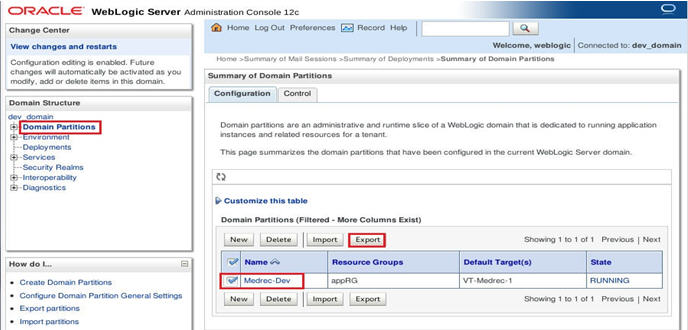 ORACLE WebLogic Server Administration Console 12c
Change Center
View changes and restarts
Configuration editing is enabled. Future
changes will automatically be activated as you
modify, add or delete items in this domain.
Domain Structure
dev_domain
Domain Partitions
Environment
Deployments
Services
Security Realms
Interoperability
Diagnostics
How do I...
Create Domain Partitions
Configure Domain Partition General Settings
Export partitions
Import partitions
Home Log Out Preferences Record Help
Welcome, weblogic Connected to: dev_domain
Home >Summary of Mail Sessions >Summary of Deployments >Summary of Domain Partitions
Summary of Domain Partitions
Configuration Control
Domain partitions are an administrative and runtime slice of a WebLogic domain that is dedicated to running application
instances and related resources for a tenant.
This page summarizes the domain partitions that have been configured in the current WebLogic Server domain.
Customize this table
Domain Partitions (Filtered - More Columns Exist)
New Delete Import Export Showing 1 to 1 of 1 Previous | Next
Name Resource Groups Default Target(s) State
Medrec-Dev appRG VT-Medrec-1 RUNNING
New Delete Import Export Showing 1 to 1 of 1 Previous | Next